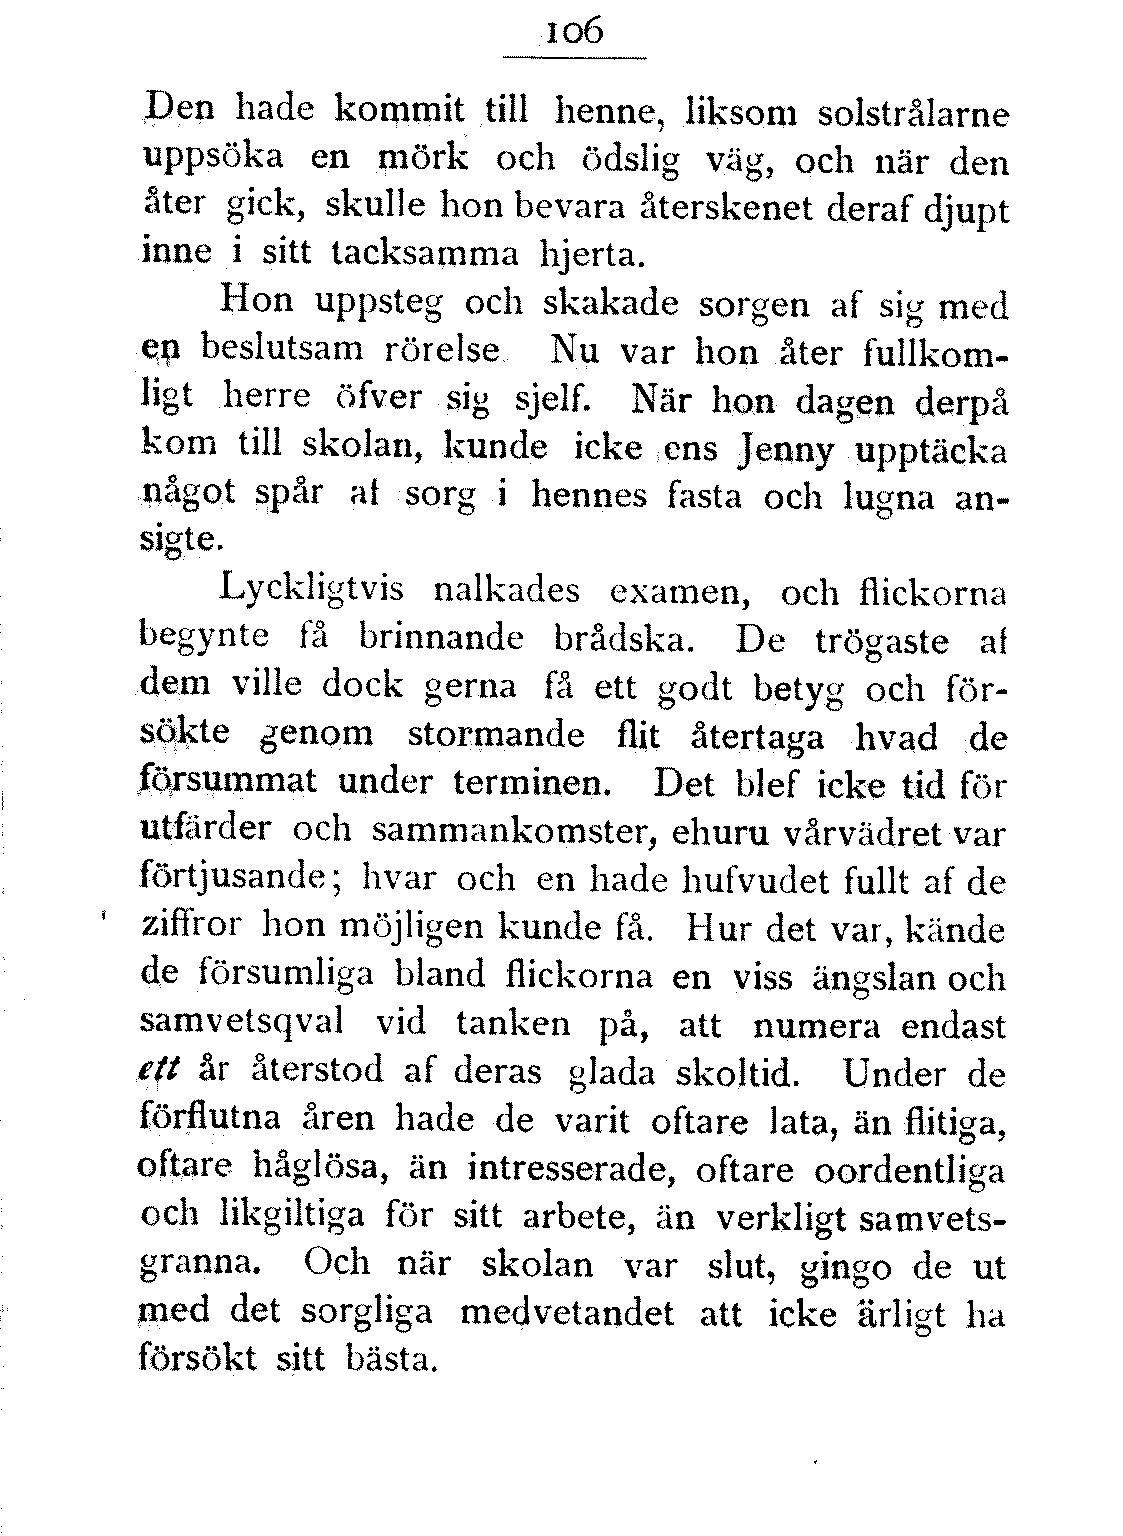 106
Den hade kommit till henne, liksom solstrålarne
uppsöka en mörk och ödslig väg, och när den
åter gick, skulle hon bevara återskenet deraf djupt
inne i sitt tacksamma hjerta.
Hon uppsteg och skakade sorgen af sig med
en beslutsam rörelse. Nu var hon åter fullkom-
ligt herre öfver sig sjelf. När hon dagen derpå
kom till skolan, kunde icke ens Jenny upptäcka
något spår af sorg i hennes fasta och lugna an-
sigte.
Lyckligtvis nalkades examen, och flickorna
begynte få brinnande brådska. De trögaste af
dem ville dock gerna få ett godt betyg och för-
sökte genom stormande flit återtaga hvad de
försummat under terminen. Det blef icke tid för
utfärder och sammankomster, ehuru vårvädret var
förtjusande; hvar och en hade hufvudet fullt af de
ziffror hon möjligen kunde få. Hur det var, kände
de försumliga bland flickorna en viss ängslan och
samvetsqval vid tanken på, att numera endast
ett år återstod af deras glada skoltid. Under de
förflutna åren hade de varit oftare lata, än flitiga,
oftare håglösa, än intresserade, oftare oordentliga
och likgiltiga för sitt arbete, än verkligt samvets-
granna. Och när skolan var slut, gingo de ut
med det sorgliga medvetandet att icke ärligt ha
försökt sitt bästa.